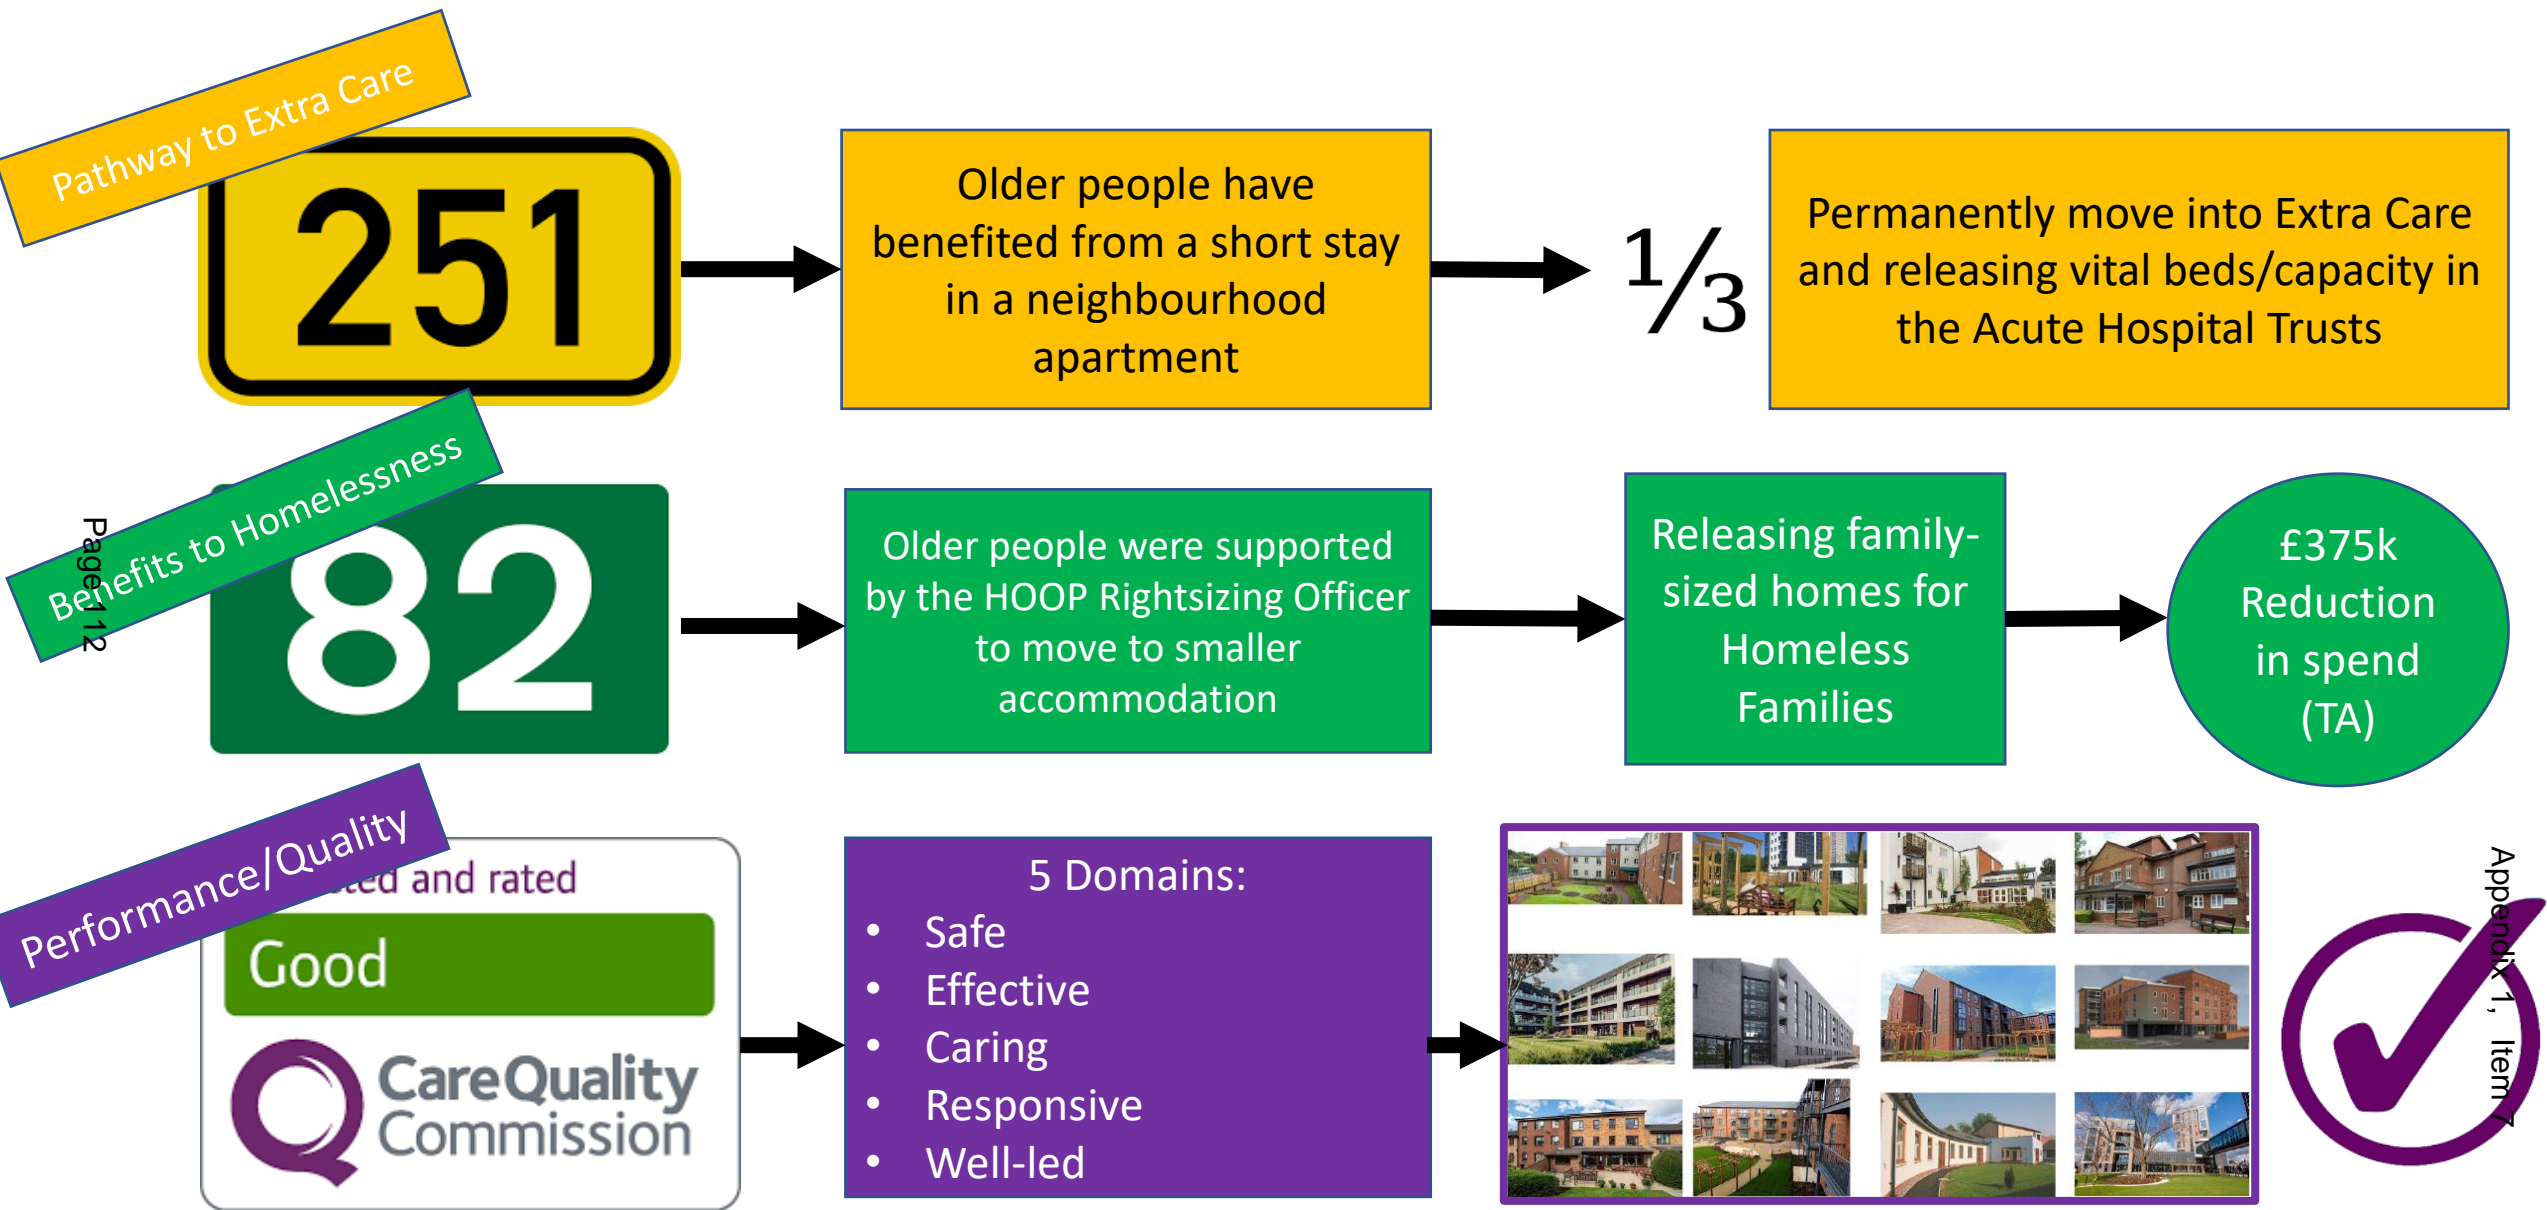 Pathway to Extra Care
251
Older people have
benefited from a short stay
in a neighbourhood
apartment
⅓
Permanently move into Extra Care
and releasing vital beds/capacity in
the Acute Hospital Trusts
Benefits to Homelessness
Page 112
82
Older people were supported
by the HOOP Rightsizing Officer
to move to smaller
accommodation
Releasing family-
sized homes for
Homeless
Families
£375k
Reduction
in spend
(TA)
Performance/Quality
and rated
Good
CareQuality
Commission
5 Domains:
• Safe
• Effective
• Caring
• Responsive
• Well-led
Appendix 1, Item 7